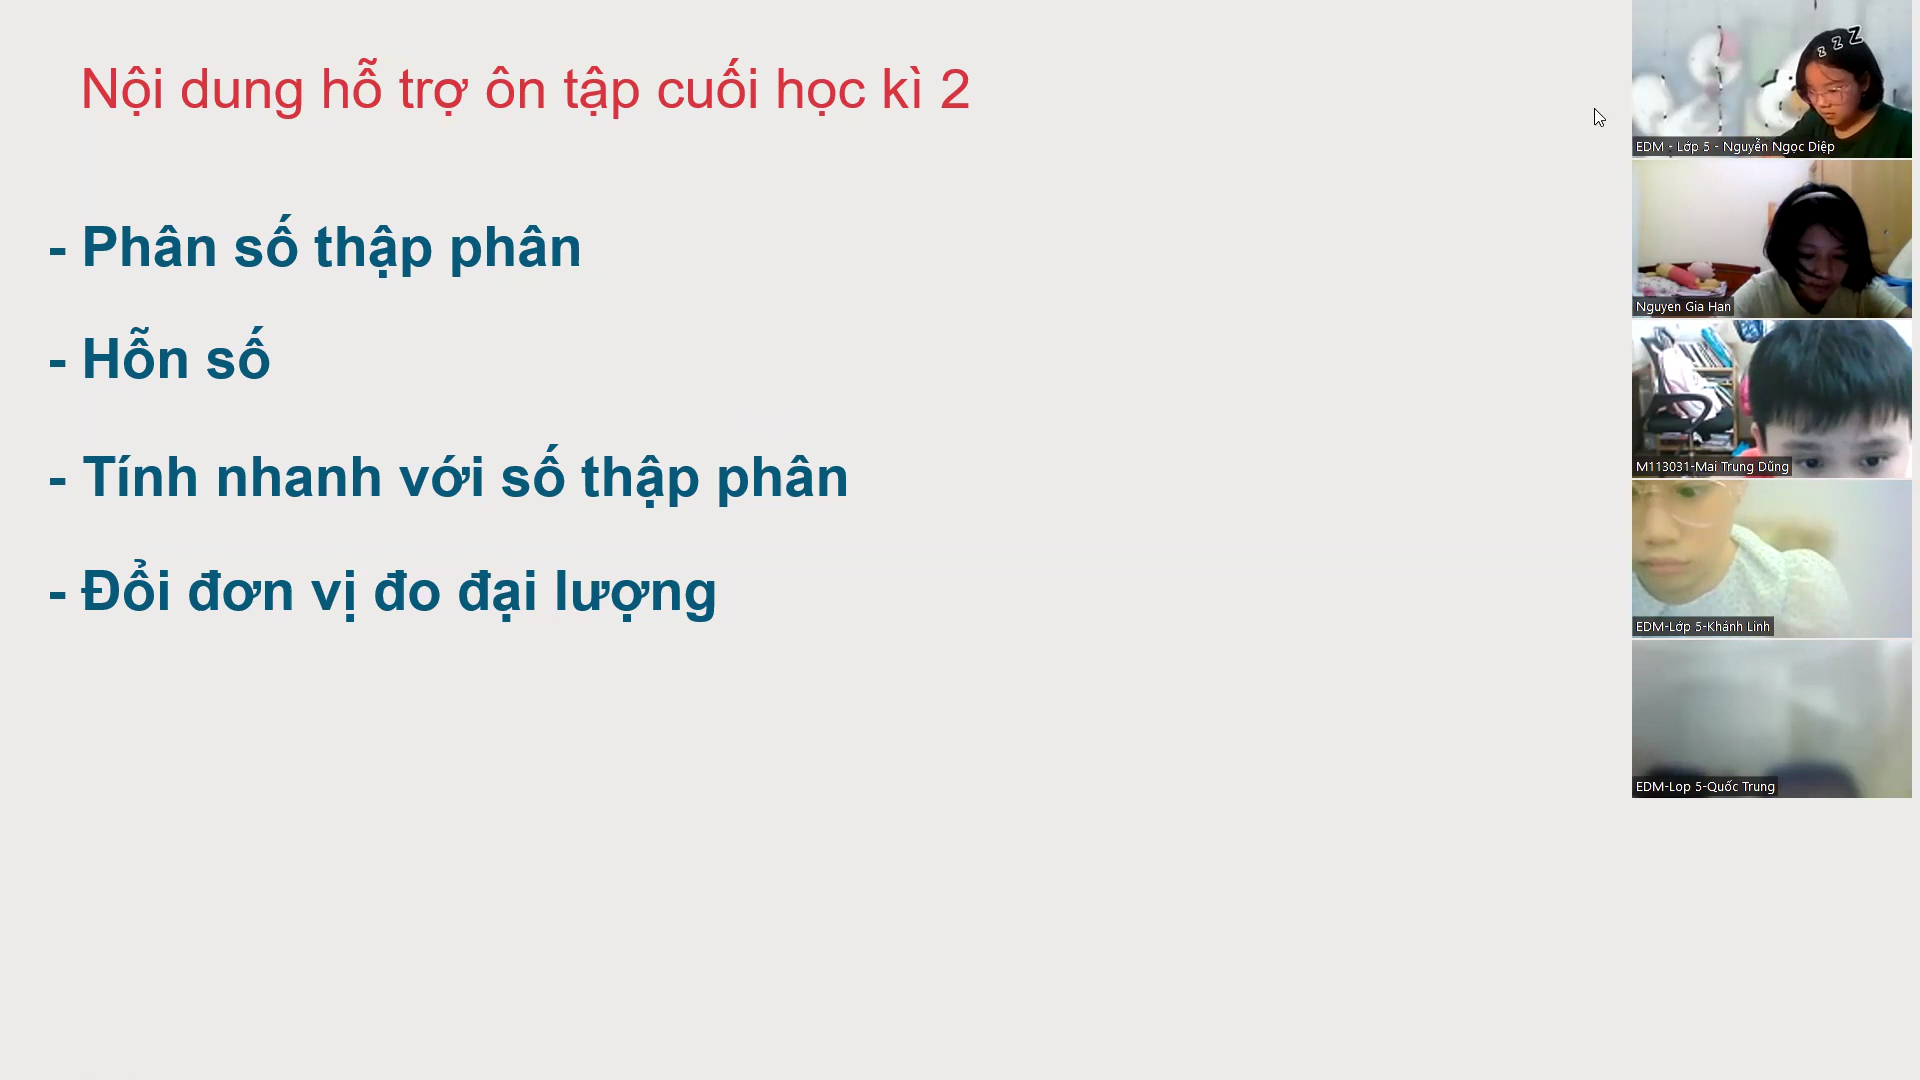 Nội dung hỗ trợ ôn tập cuối học kì 2
- Phân số thập phân
- Hỗn số
- Tính nhanh với số thập phân
- Đổi đơn vị đo đại lượng
z z Z
EDM - Lớp 5 - Nguyễn Ngọc Diệp
Nguyen Gia Han
M113031-Mai Trung Dũng
EDM-Lớp 5-Khánh Linh
EDM-Lop 5-Quốc Trung